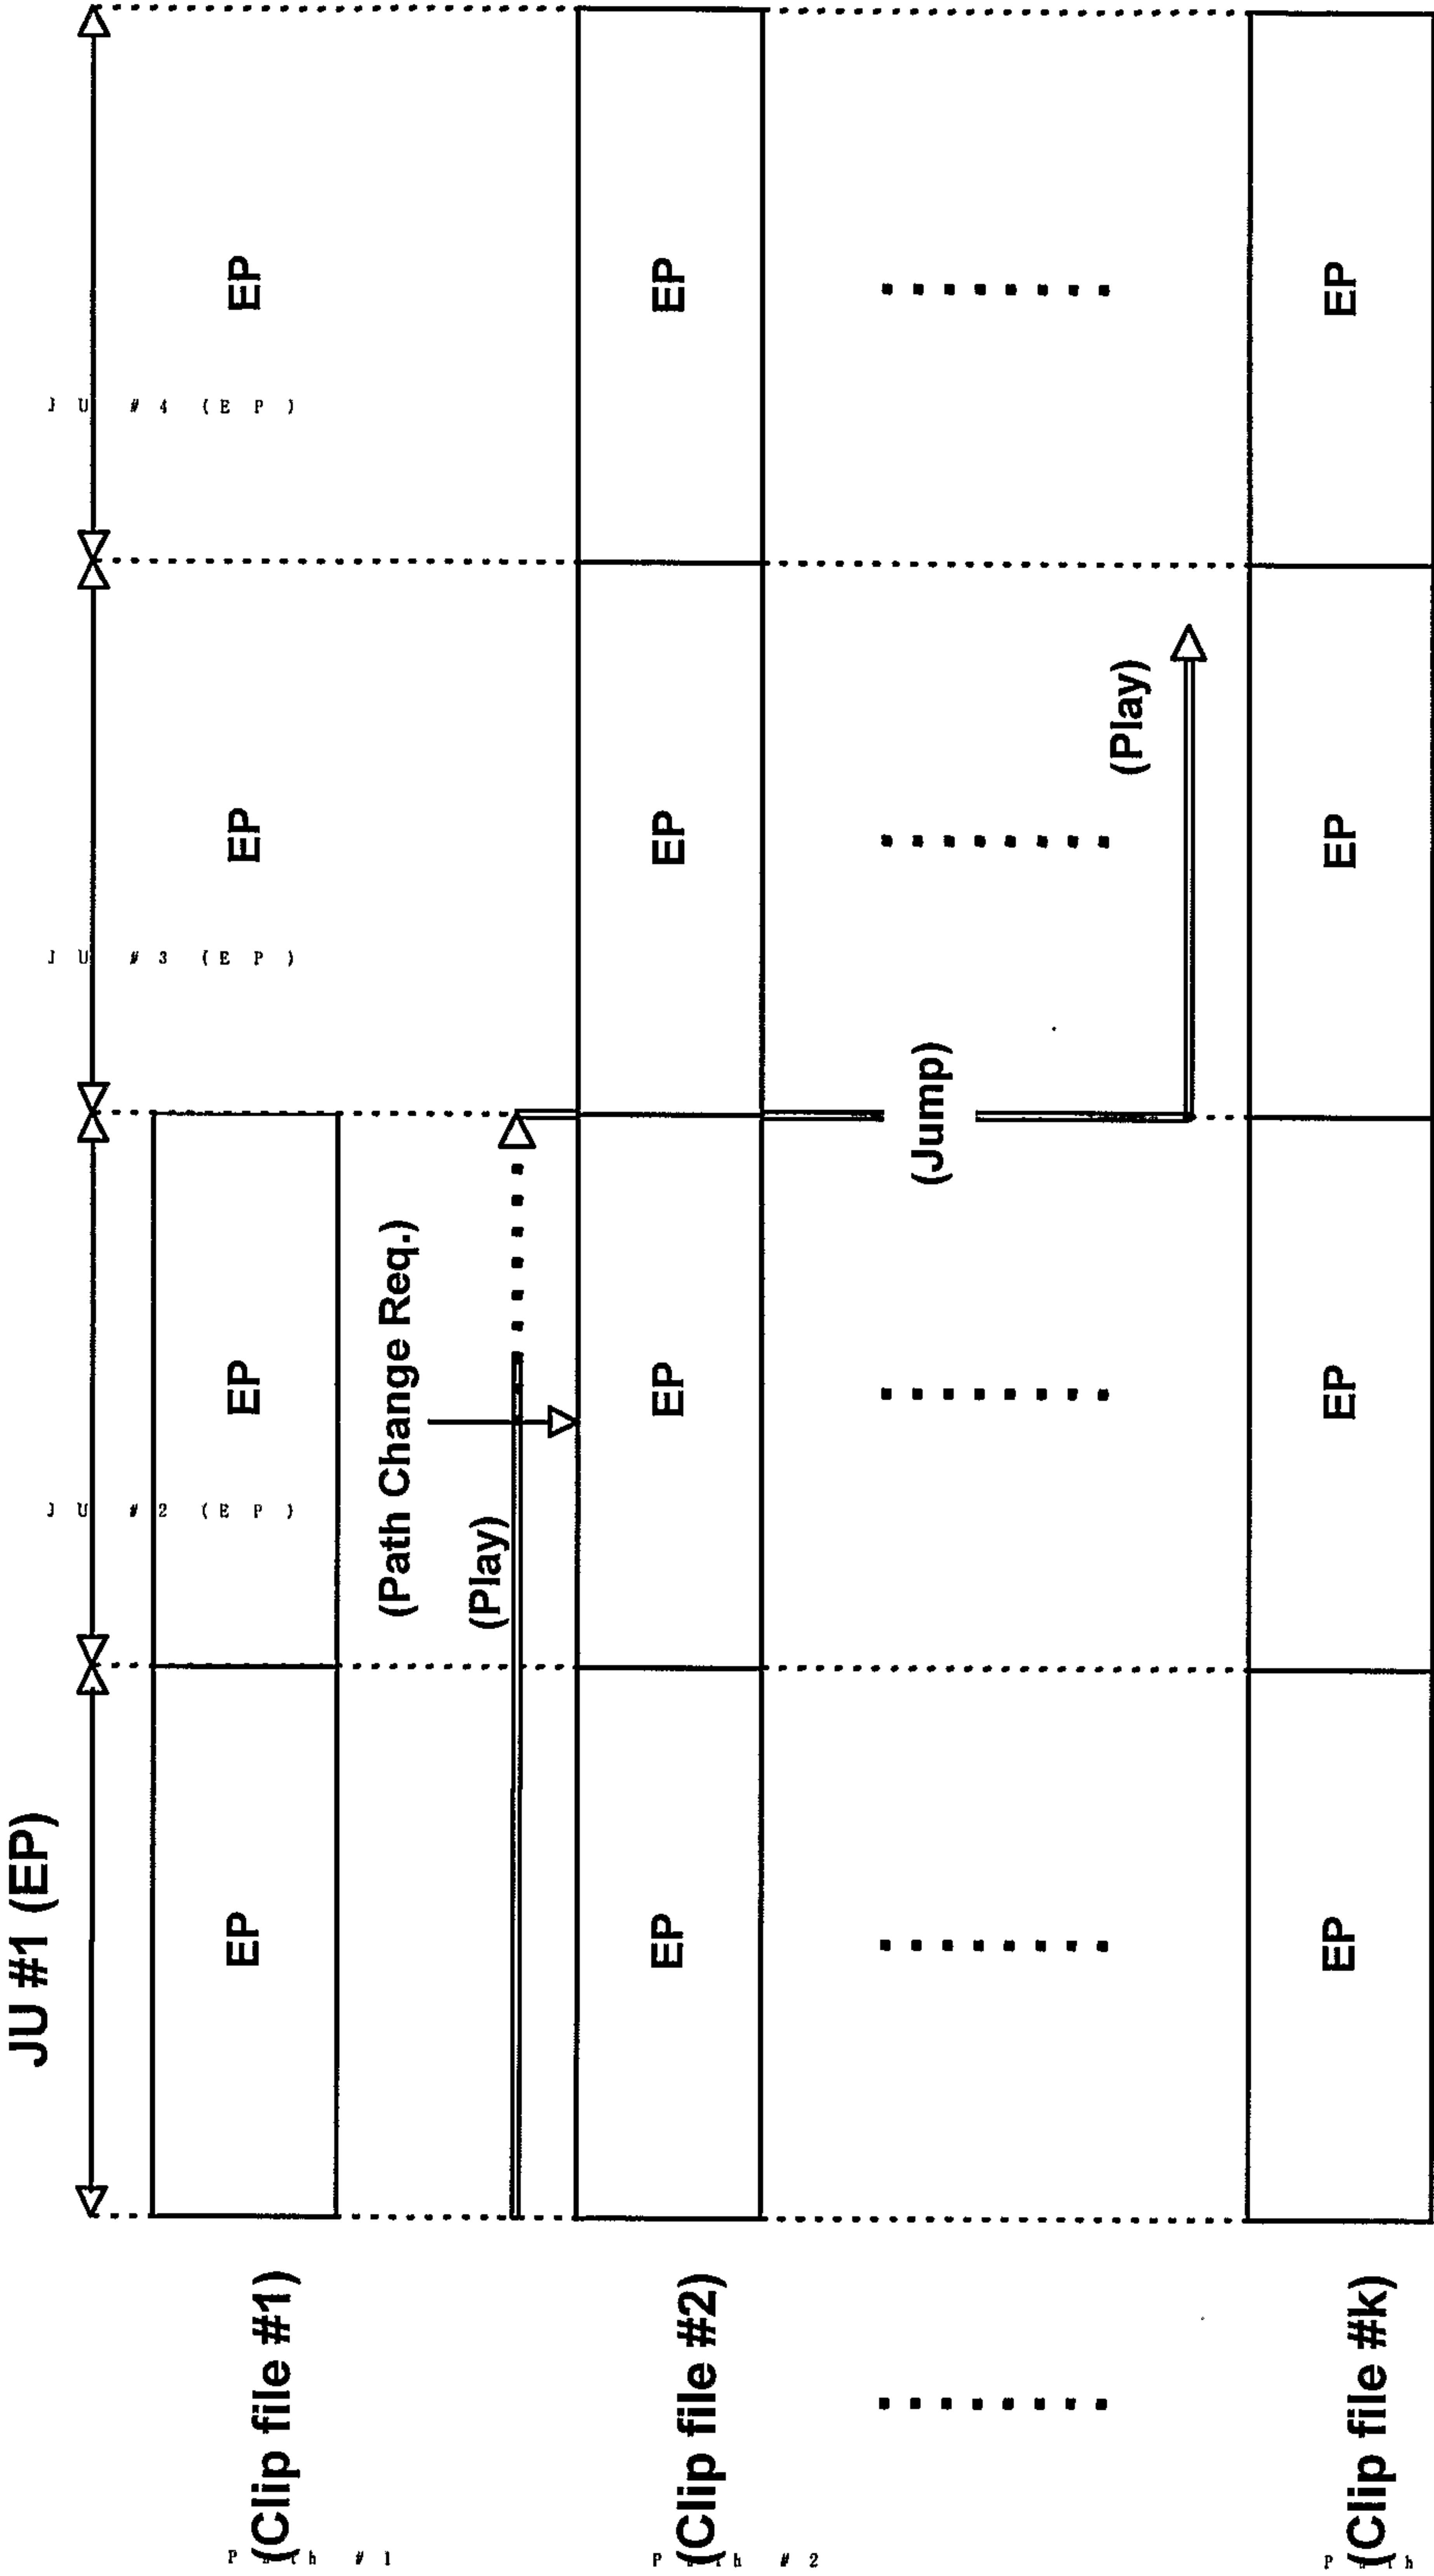 JU #1 (EP)
JU #2 (EP)
JU #3 (EP)
JU #4 (EP)
Path #1
(Clip file #1)
EP
EP
EP
EP
(Path Change Req.)
(Play)
Path #2
(Clip file #2)
EP
EP
EP
EP
(Jump)
(Play)
Path
(Clip file #k)
EP
EP
EP
EP